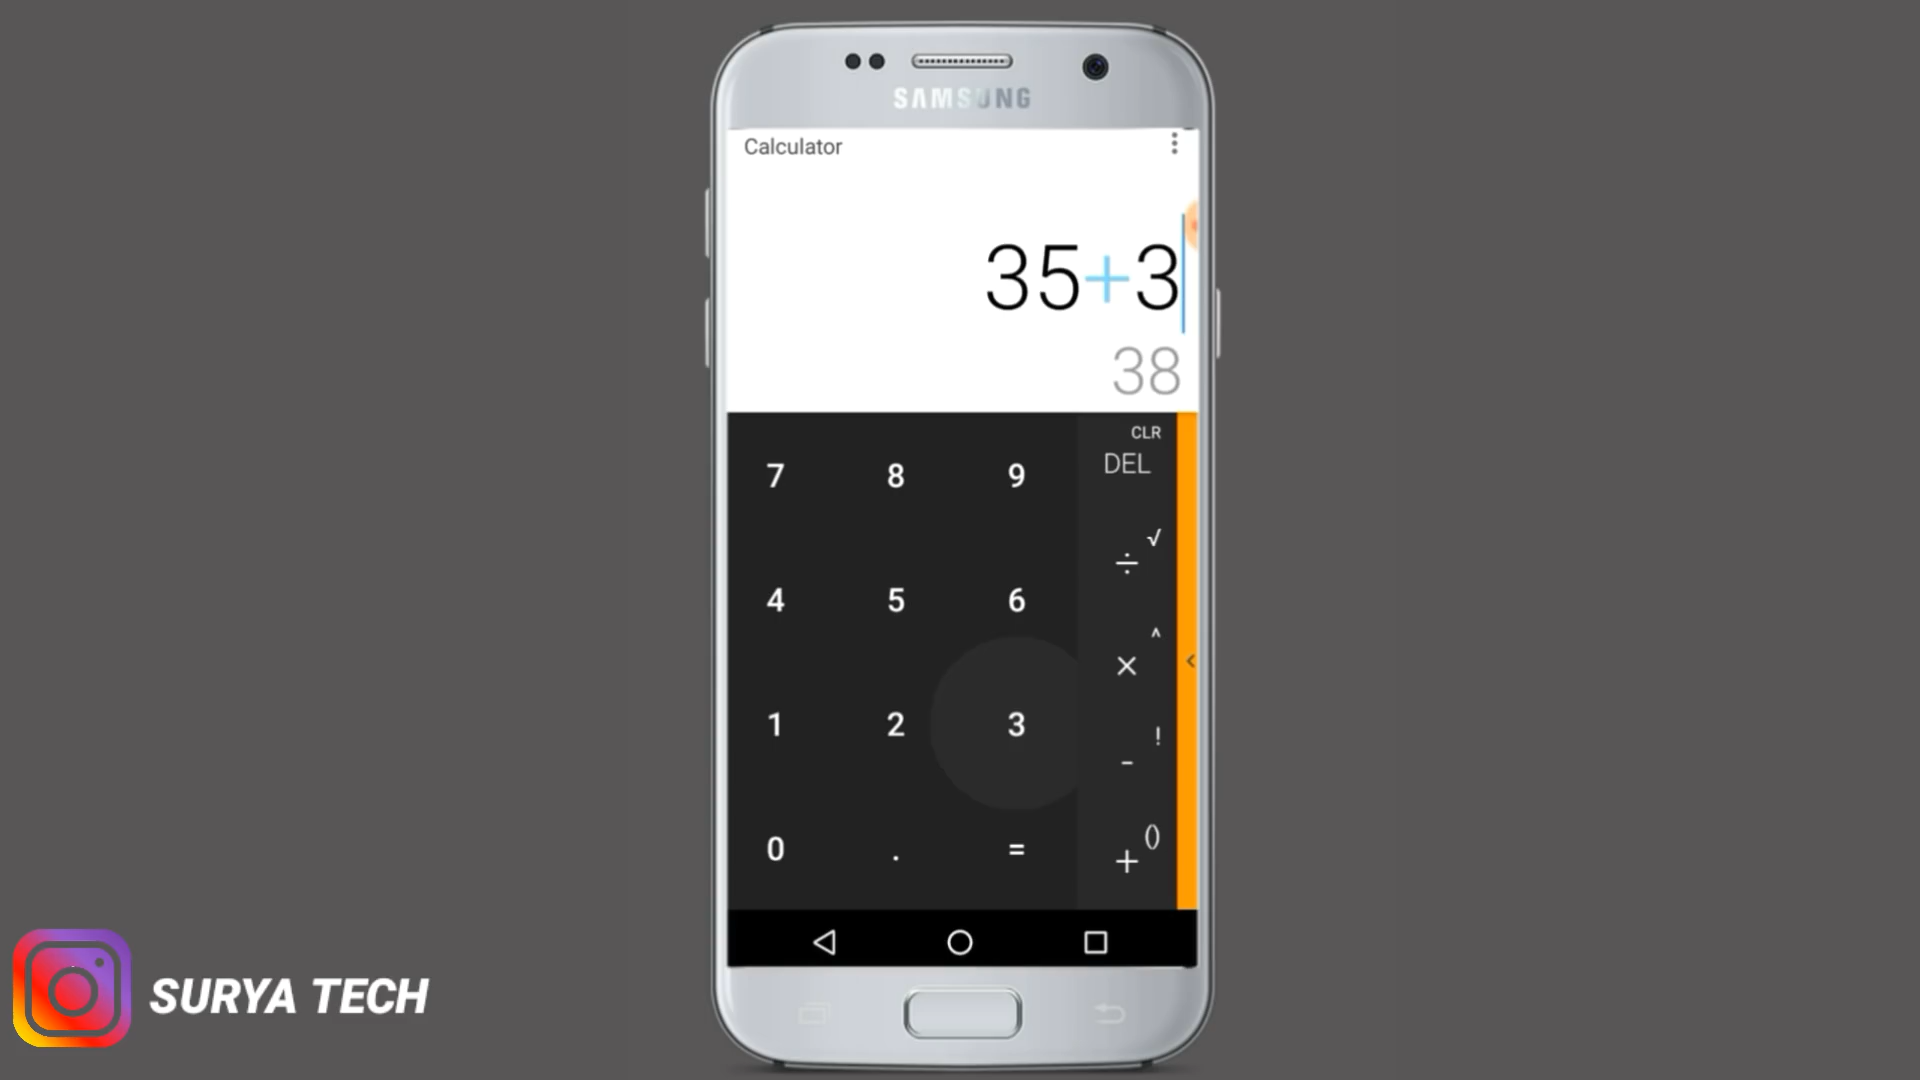 SAMSUNG
Calculator
35+3
38
CLR
7 8 9 DEL
√
÷
4 5 6
^
×
1 2 3
!
-
0 . =
()
+
SURYA TECH